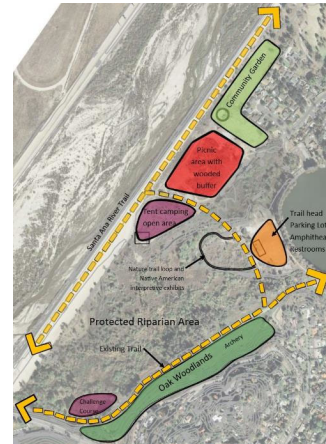 Community Garden
Picnic
area with
wooded
buffer
Santa Ana River Trail
Tent camping
open area
Trail head
Parking Lot
Amphithea
Restrooms
Nature trail loop and
Native American
Interpretive exhibits
Protected Riparian Area
Existing Trail
Oak Woodlands
Archery
Challenge
Course